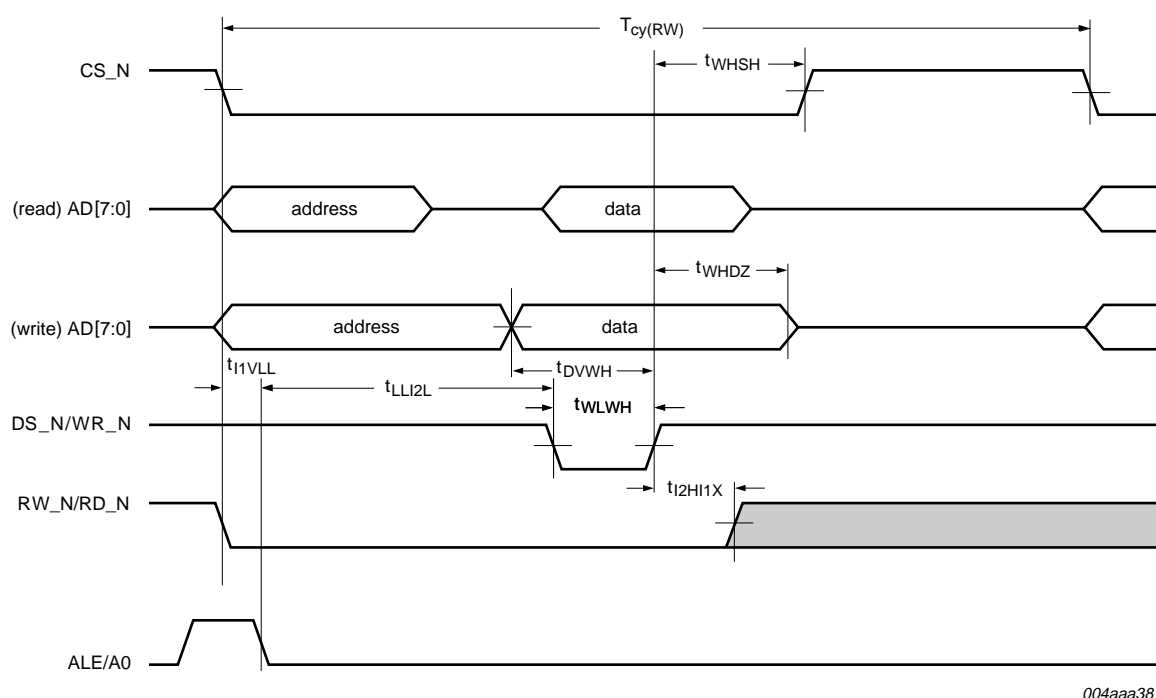 Tcy(RW)
tWHSH
CS_N
(read) AD[7:0]
address
data
tWHDZ
(write) AD[7:0]
address
data
tI1VLL
tLLI2L
tDVWH
tWLWH
DS_N/WR_N
tI2HI1X
RW_N/RD_N
ALE/A0
004aaa38